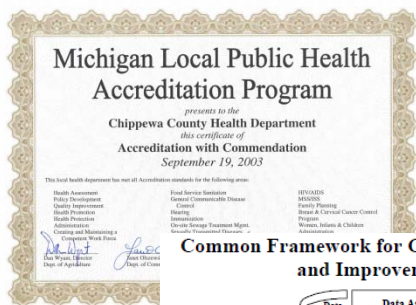 Michigan Local Public Health
Accreditation Program
presents to the
Chippewa County Health Department
this certificate of
Accreditation with Commendation
September 19, 2003
This local health department has met all Accreditation standards for the following areas:
Health Assessment
Policy Development
Quality Improvement
Health Promotion
Health Protection
Administration
Creating and Maintaining a
Competent Work Force
Food Service Sanitation
General Communicable Disease
Control
Hearing
Immunization
On-site Sewage Treatment Mgmt.
HIV/AIDS
MSS/ISS
Family Planning
Breast & Cervical Cancer Control
Program
Women, Infants & Children
Dan Wyant, Director
Dept. of Agriculture
Dept. of
Common Framework for
and
Data